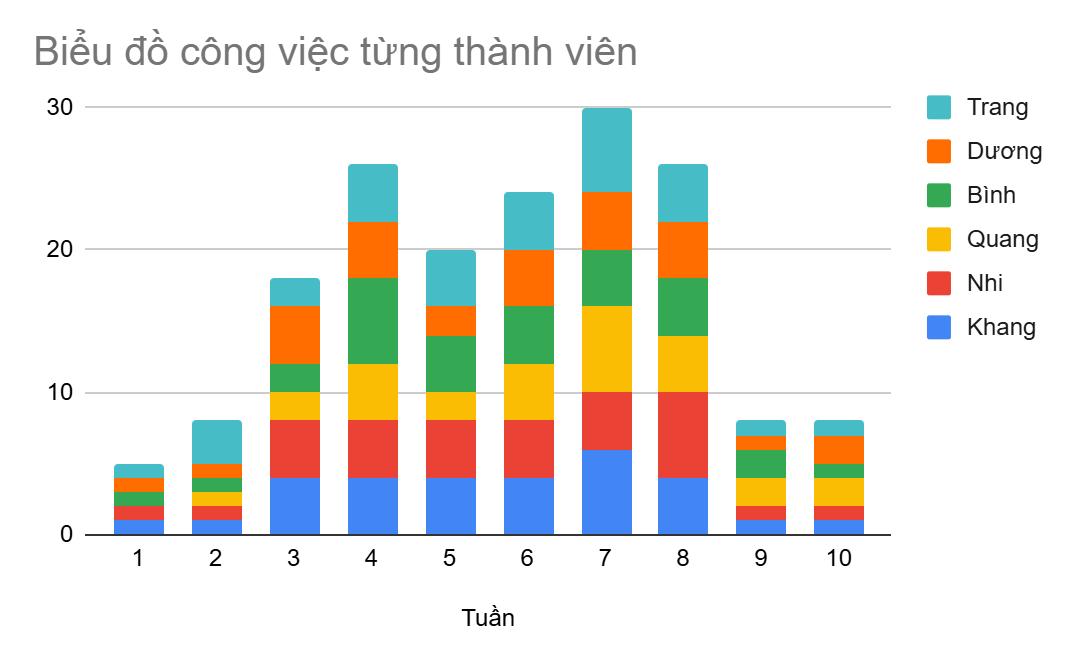 Biểu đồ công việc từng thành viên
30
20
10
0
1 2 3 4 5 6 7 8 9 10
Tuần
Trang
Dương
Bình
Quang
Nhi
Khang